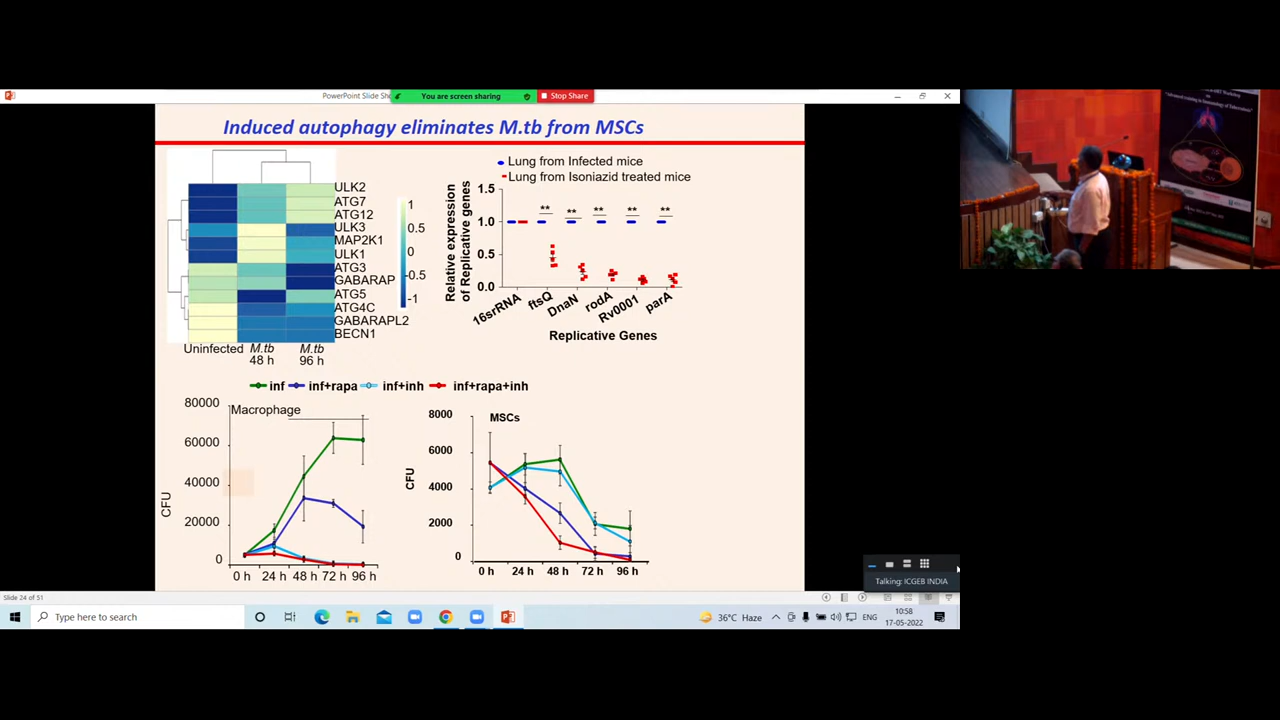 PowerPoint Slide Sh
You are screen sharing
Stop Share
Induced autophagy eliminates M.tb from MSCs
ULK2
ATG7
ATG12
ULK3
MAP2K1
ULK1
ATG3
GABARAP
ATG5
ATG4C
GABARAPL2
BECN1
1
0.5
0
-0.5
-1
Uninfected
M.tb
48 h
M.tb
96 h
Lung from Infected mice
Lung from Isoniazid treated mice
Relative expression
of Replicative genes
1.5
1.0
0.5
0.0
** ** ** ** **
16srRNA ftsQ DnaN rodA Rv0001 parA
Replicative Genes
inf inf+rapa inf+inh inf+rapa+inh
Macrophage
CFU
80000
60000
40000
20000
0
0 h 24 h 48 h 72 h 96 h
MSCs
CFU
8000
6000
4000
2000
0
0 h 24 h 48 h 72 h 96 h
Talking: ICGEB INDIA
Slide 24 of 51
Type here to search
36°C Haze
ENG
10:58
17-05-2022